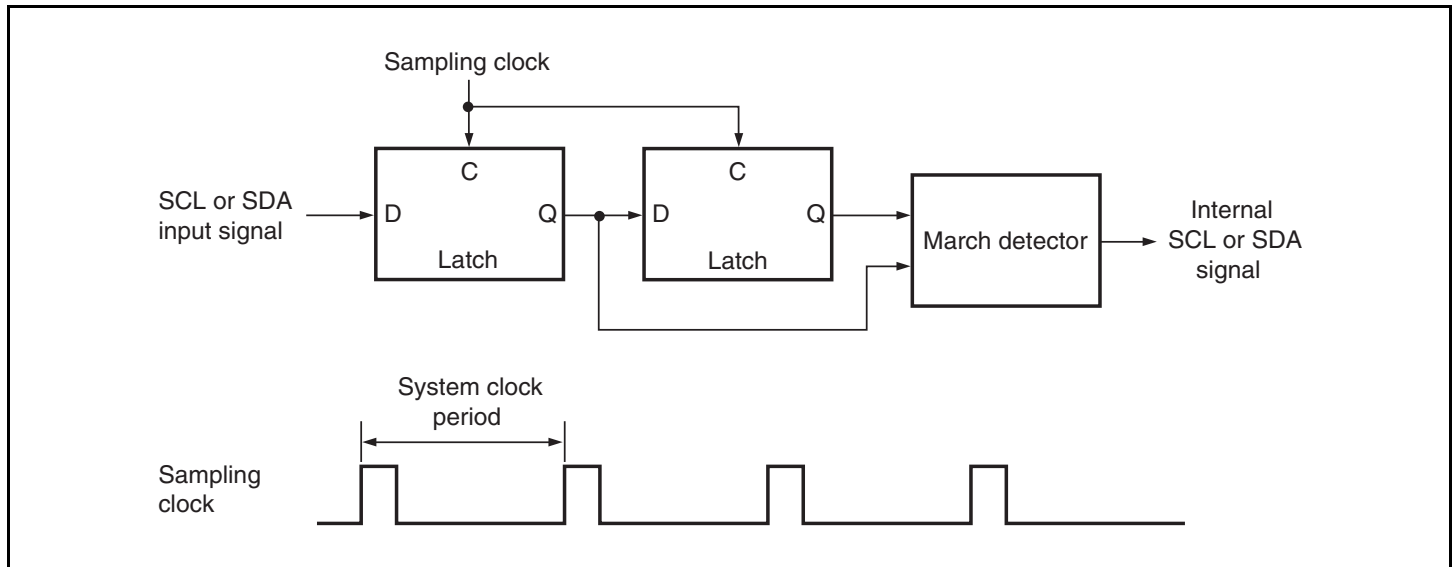 Sampling clock
C
C
SCL or SDA
input signal
D
Q
D
Q
Latch
Latch
March detector
Internal
SCL or SDA
signal
System clock
period
Sampling
clock